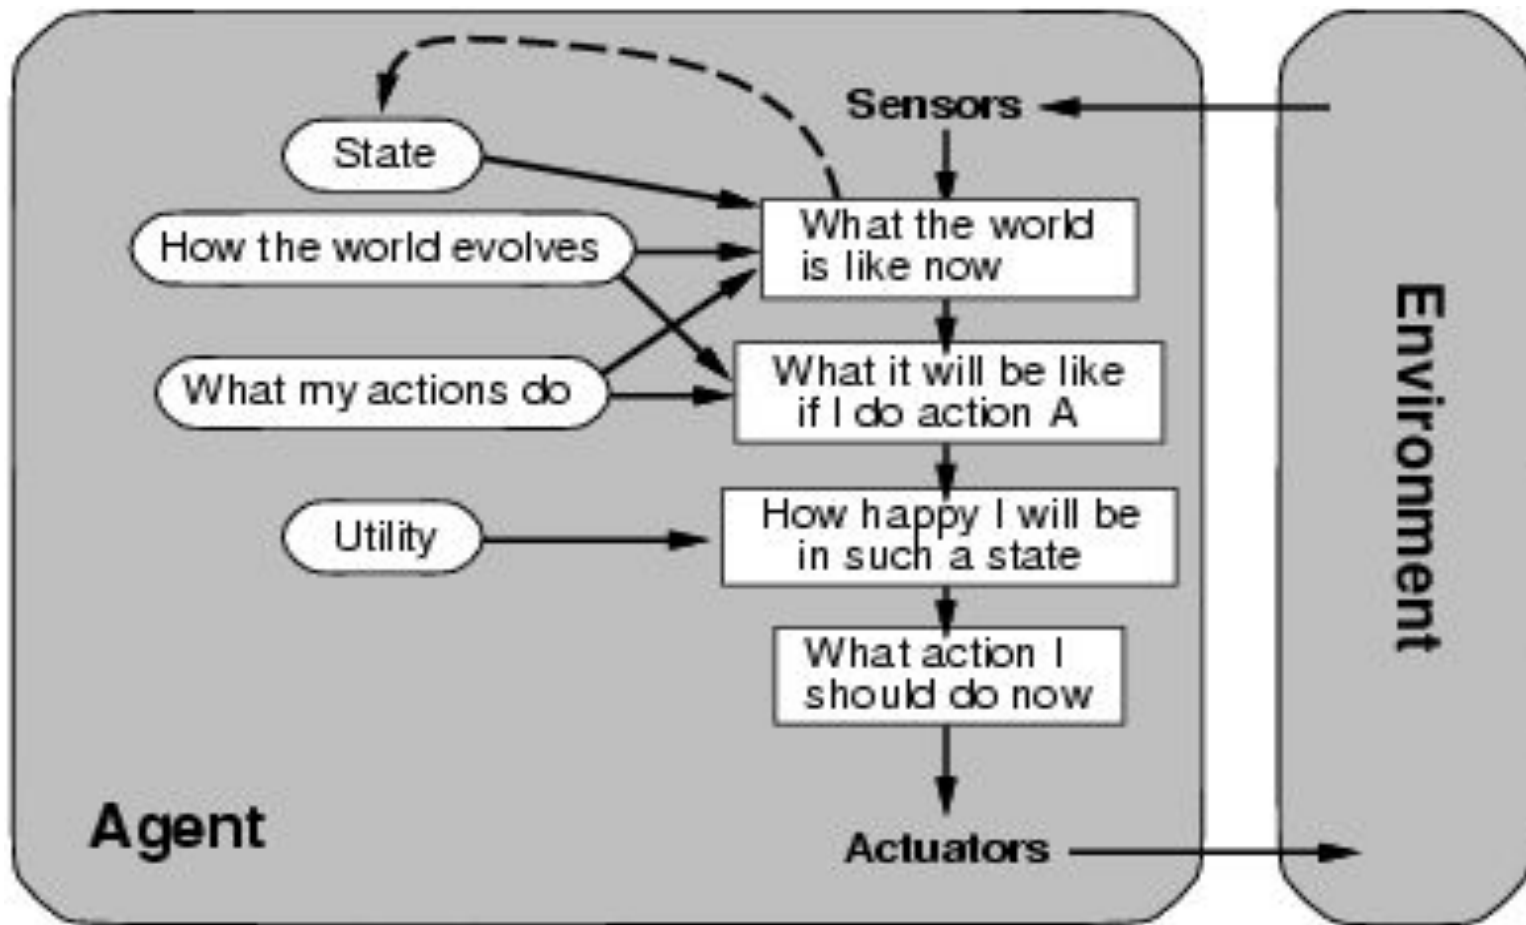 Sensors
State
What the world
is like now
How the world evolves
What it will be like
if I do action A
What my actions do
How happy I will be
in such a state
Utility
What action I
should do now
Agent
Actuators
Environment